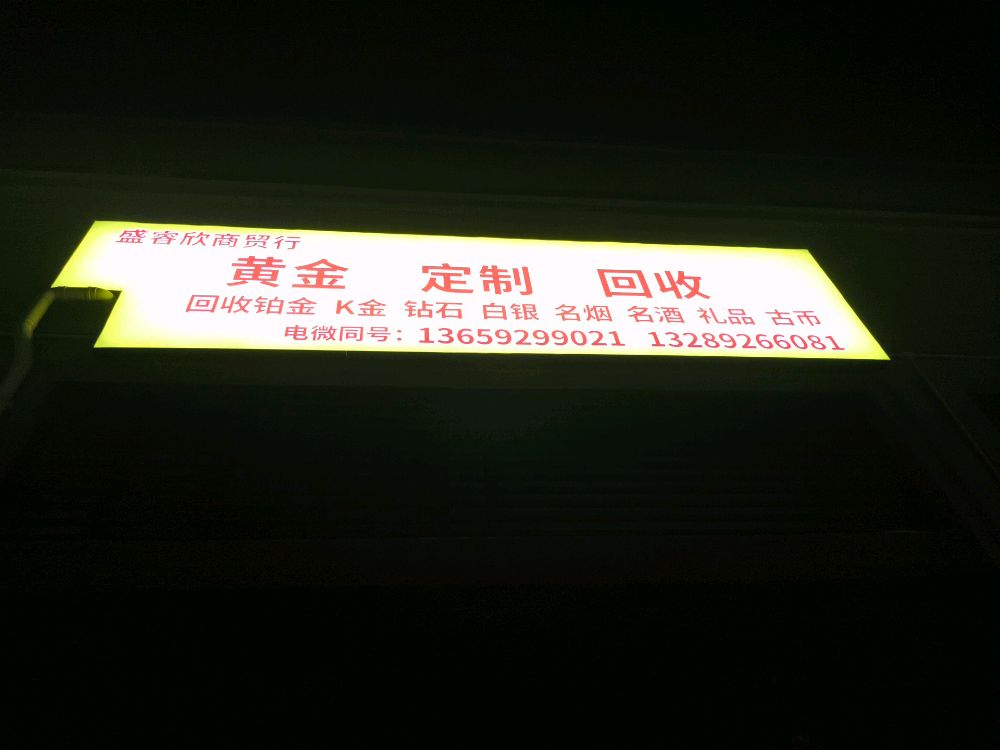 盛睿欣商贸行
黄金 定制 回收
回收铂金 K金 钻石 白银 名烟 名酒 礼品 古币
电微同号：13659299021 13289266081